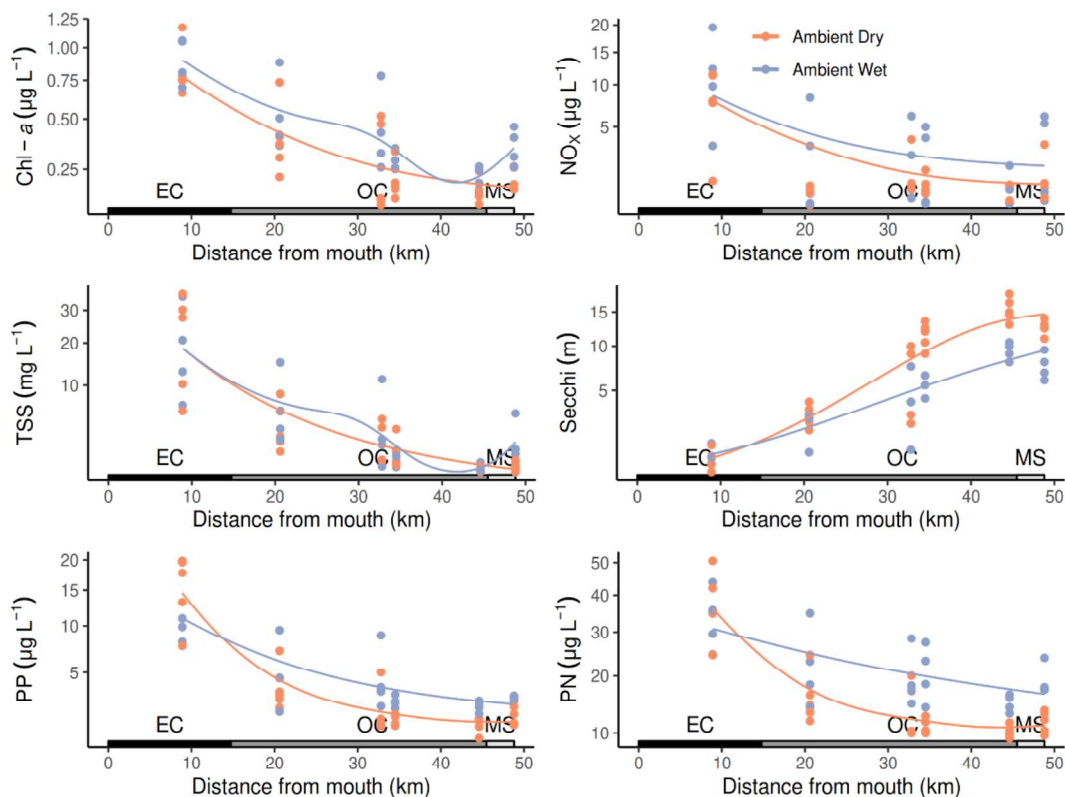 Chl − a (µg L−1)
1.25
1.00
0.75
0.50
0.25
EC
OC
MS
0 10 20 30 40 50
Distance from mouth (km)
NOX (µg L−1)
20
15
10
5
Ambient Dry
Ambient Wet
OC
MS
0 10 20 30 40 50
Distance from mouth (km)
TSS (mg L−1)
30
20
10
EC
OC
MS
0 10 20 30 40 50
Distance from mouth (km)
Secchi (m)
15
10
5
EC
OC
MS
0 10 20 30 40 50
Distance from mouth (km)
PP (µg L−1)
20
15
10
5
EC
OC
MS
0 10 20 30 40 50
Distance from mouth (km)
PN (µg L−1)
50
40
30
20
10
EC
OC
MS
0 10 20 30 40 50
Distance from mouth (km)